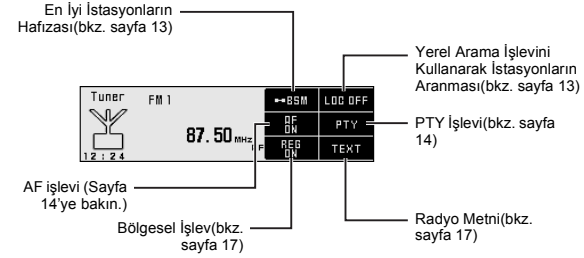 En İyi İstasyonların
Hafızası(bkz. sayfa 13)
Yerel Arama İşlevini
Kullanarak İstasyonların
Aranması(bkz. sayfa 13)
Tuner FM 1
BSM LOC OFF
AF
ON
PTY
87.50 MHz
REG
ON
TEXT
12:24
PTY İşlevi(bkz. sayfa
14)
AF işlevi (Sayfa
14'ye bakın.)
Bölgesel İşlev(bkz.
sayfa 17)
Radyo Metni(bkz.
sayfa 17)